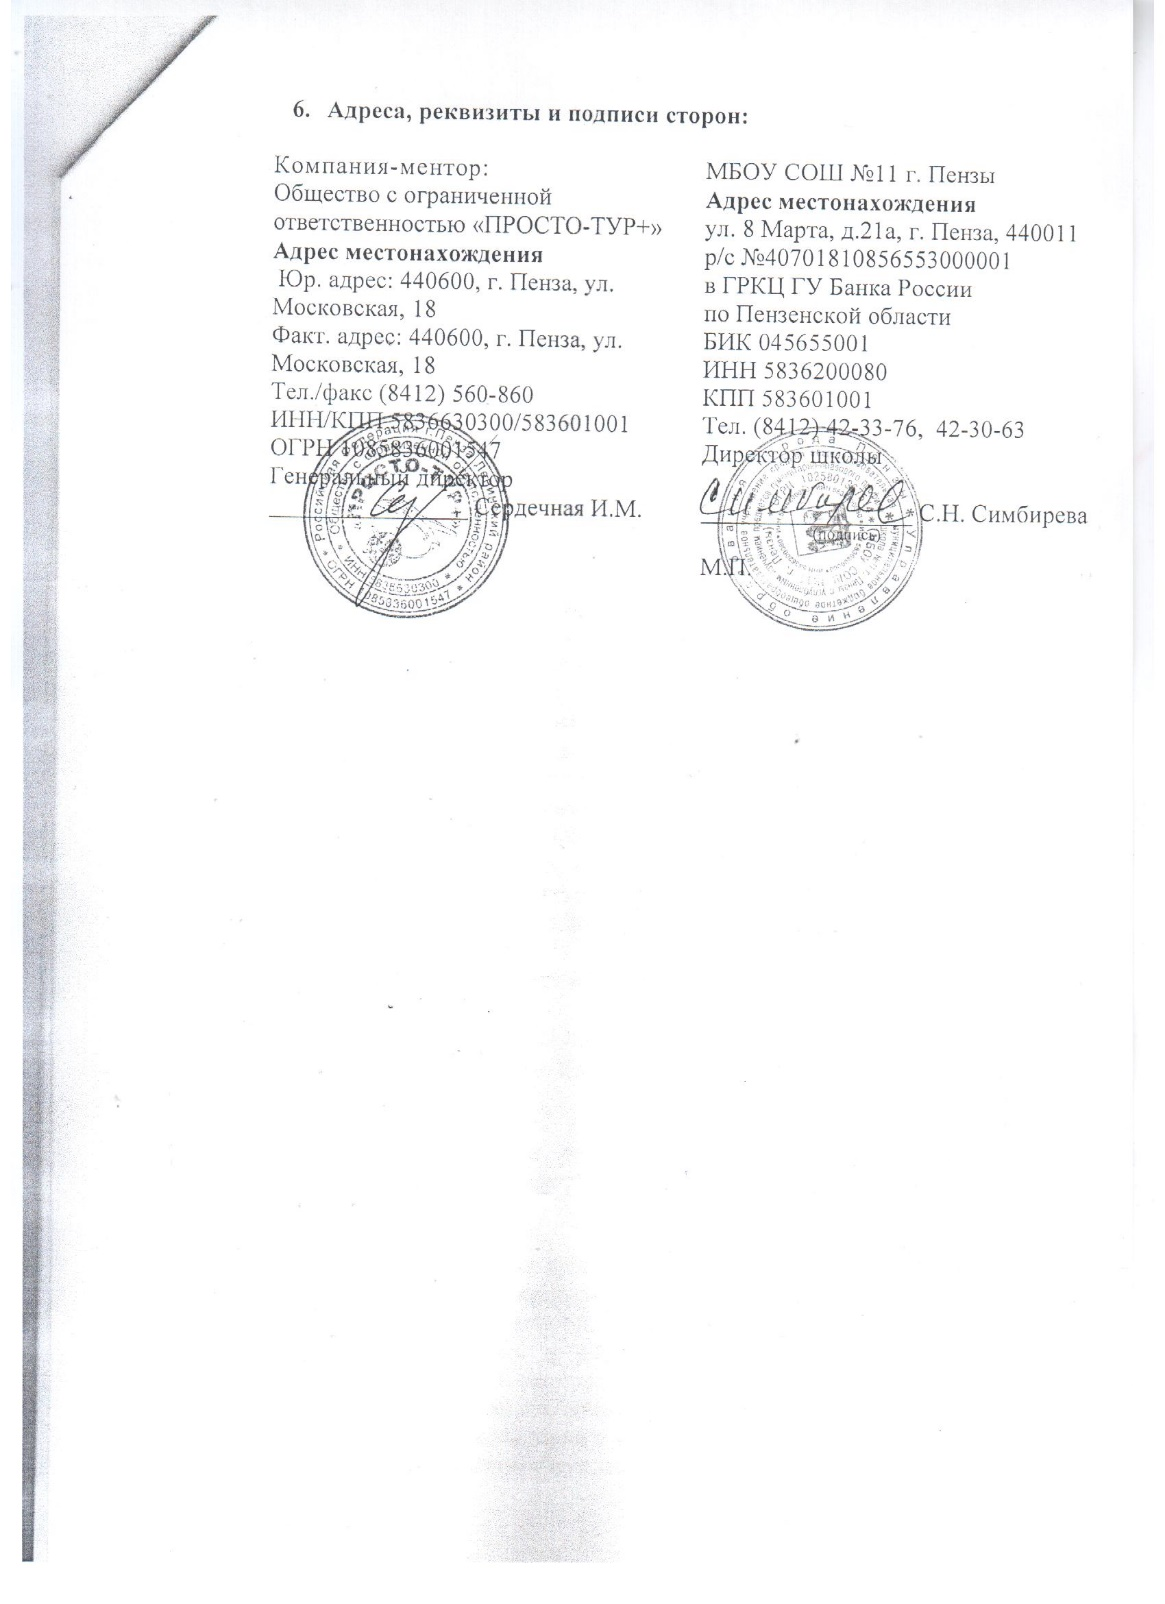 6. Адреса, реквизиты и подписи сторон:
Компания-ментор:
Общество с ограниченной
ответственностью «ПРОСТО-ТУР+»
Адрес местонахождения
Юр. адрес: 440600, г. Пенза, ул.
Московская, 18
Факт. адрес: 440600, г. Пенза, ул.
Московская, 18
Тел./факс (8412) 560-860
ИНН/КПП 5836630300/583601001
ОГРН 1085836001547
Генеральный директор
Сердечная И.М.
МБОУ СОШ №11 г. Пензы
Адрес местонахождения
ул. 8 Марта, д.21а, г. Пенза, 440011
р/с №40701810856553000001
в ГРКЦ ГУ Банка России
по Пензенской области
БИК 045655001
ИНН 5836200080
КПП 583601001
Тел. (8412) 42-33-76, 42-30-63
Директор школы
С.Н. Симбирева
(подпись)
М.П.